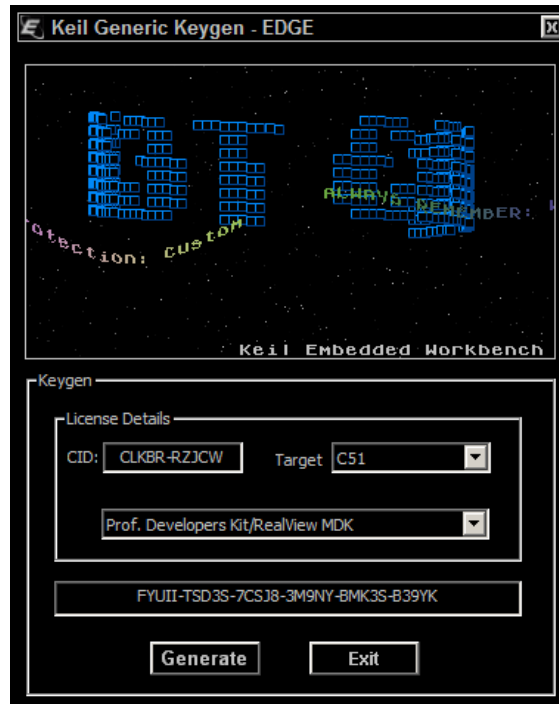 Keil Generic Keygen - EDGE
ALWAYS REMEMBER:
otection: custom
Keil Embedded Workbench
Keygen
License Details
CID: CLKBR-RZJCW Target C51
Prof. Developers Kit/RealView MDK
FYUII-TSD3S-7CSJ8-3M9NY-BMK3S-B39YK
Generate Exit